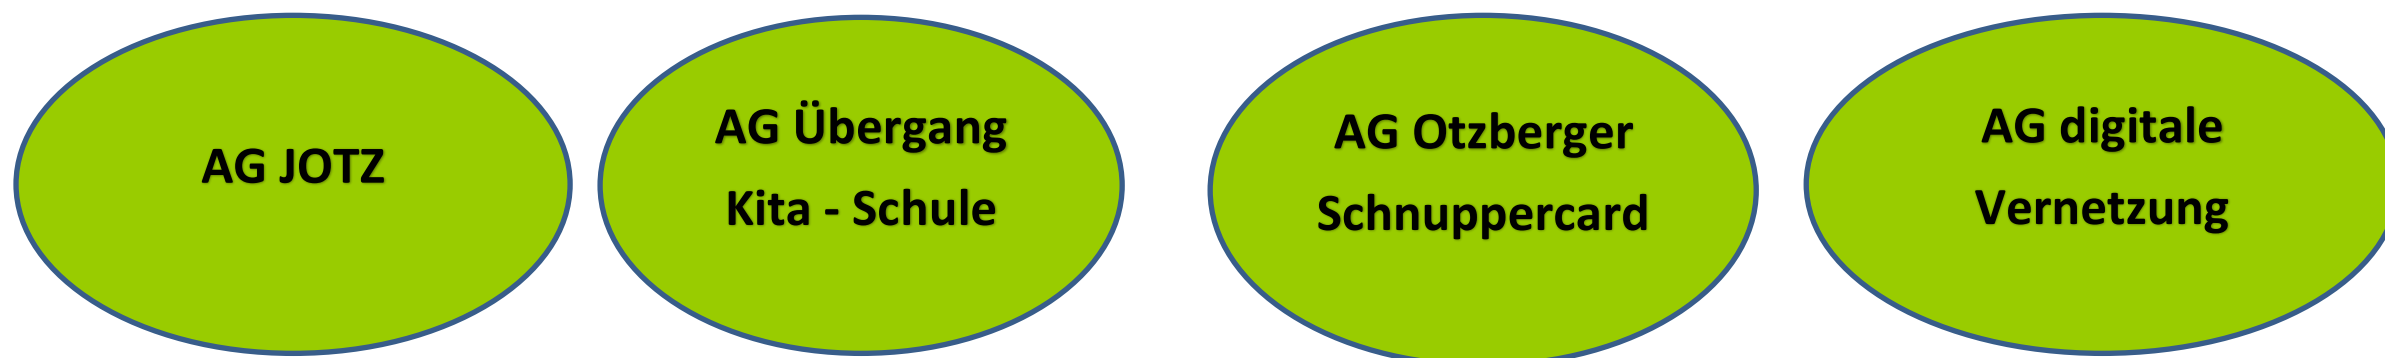 AG JOTZ
AG Übergang
Kita - Schule
AG Otzberger
Schnuppercard
AG digitale
Vernetzung